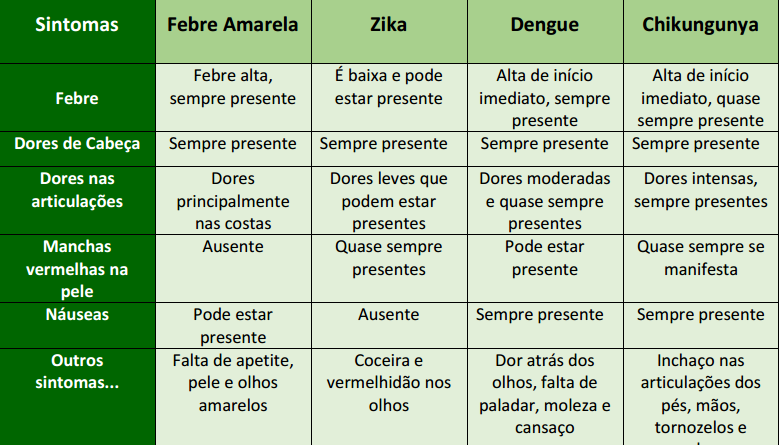 Sintomas
Febre Amarela
Zika
Dengue
Chikungunya
Febre
Febre alta,
sempre presente
É baixa e pode
estar presente
Alta de início
imediato, sempre
presente
Alta de início
imediato, quase
sempre presente
Dores de Cabeça
Sempre presente
Sempre presente
Sempre presente
Sempre presente
Dores nas
articulações
Dores
principalmente
nas costas
Dores leves que
podem estar
presentes
Dores moderadas
e quase sempre
presentes
Dores intensas,
sempre presentes
Manchas
vermelhas na
pele
Ausente
Quase sempre
presentes
Pode estar
presente
Quase sempre se
manifesta
Náuseas
Pode estar
presente
Ausente
Sempre presente
Sempre presente
Outros
sintomas...
Falta de apetite,
pele e olhos
amarelos
Coceira e
vermelhidão nos
olhos
Dor atrás dos
olhos, falta de
paladar, moleza e
cansaço
Inchaço nas
articulações dos
pés, mãos,
tornozelos e